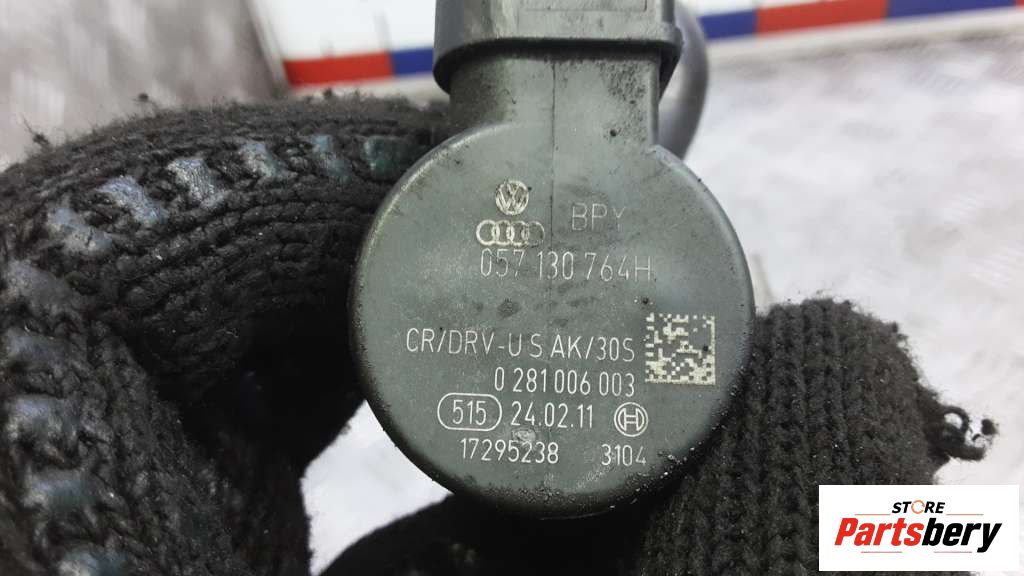 BPY
057 130 764H
CR/DRV-U S AK/30S
0 281 006 003
515 24.02.11
17295238 3104
STORE
Partsbery